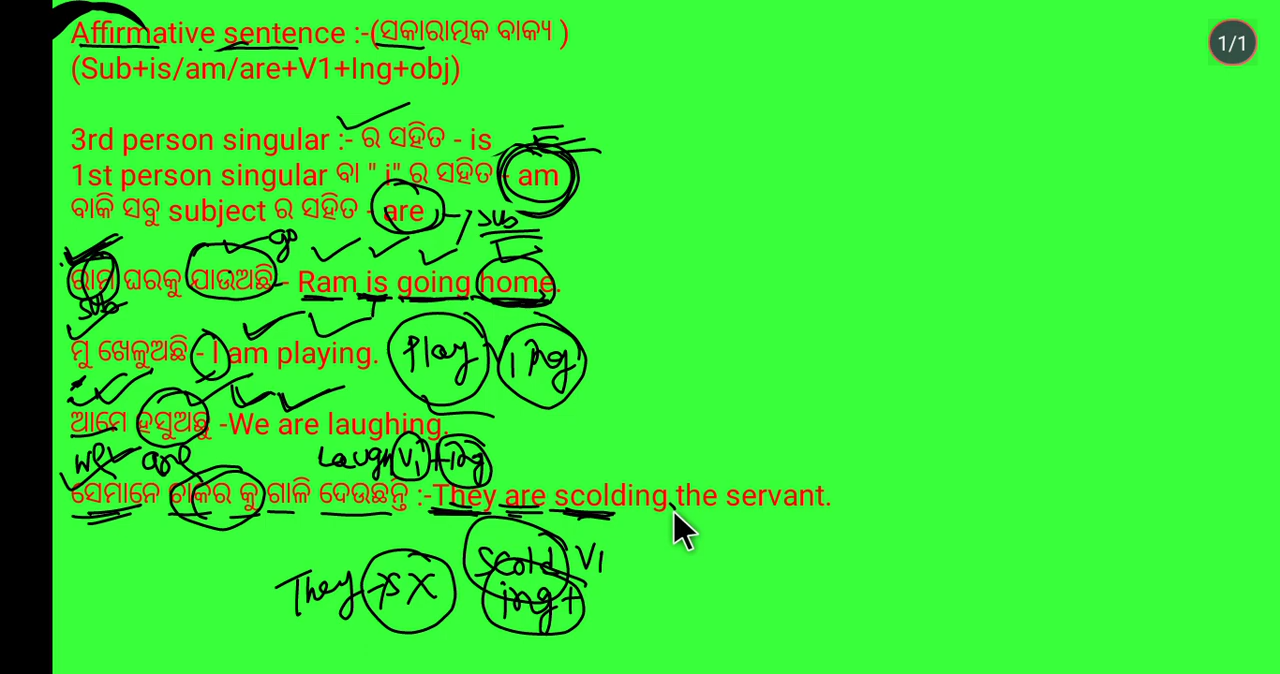 Affirmative sentence :-(ସକାରାତ୍ମକ ବାକ୍ୟ )
(Sub+is/am/are+V1+Ing+obj)
1/1
3rd person singular :- ର ସହିତ - is
1st person singular ବା " i" ର ସହିତ - am
ବାକି ସବୁ subject ର ସହିତ - are sub
go
ରାମ ଘରକୁ ଯାଉଅଛି - Ram is going home.
sub
ମୁ ଖେଳୁଅଛି - I am playing. Play ing
ଆମେ ହସୁଅଛୁ -We are laughing.
we are Laugh V1 + ing
ସେମାନେ ଚାକର କୁ ଗାଳି ଦେଉଛନ୍ତି :-They are scolding the servant.
Scold V1
They X ing+